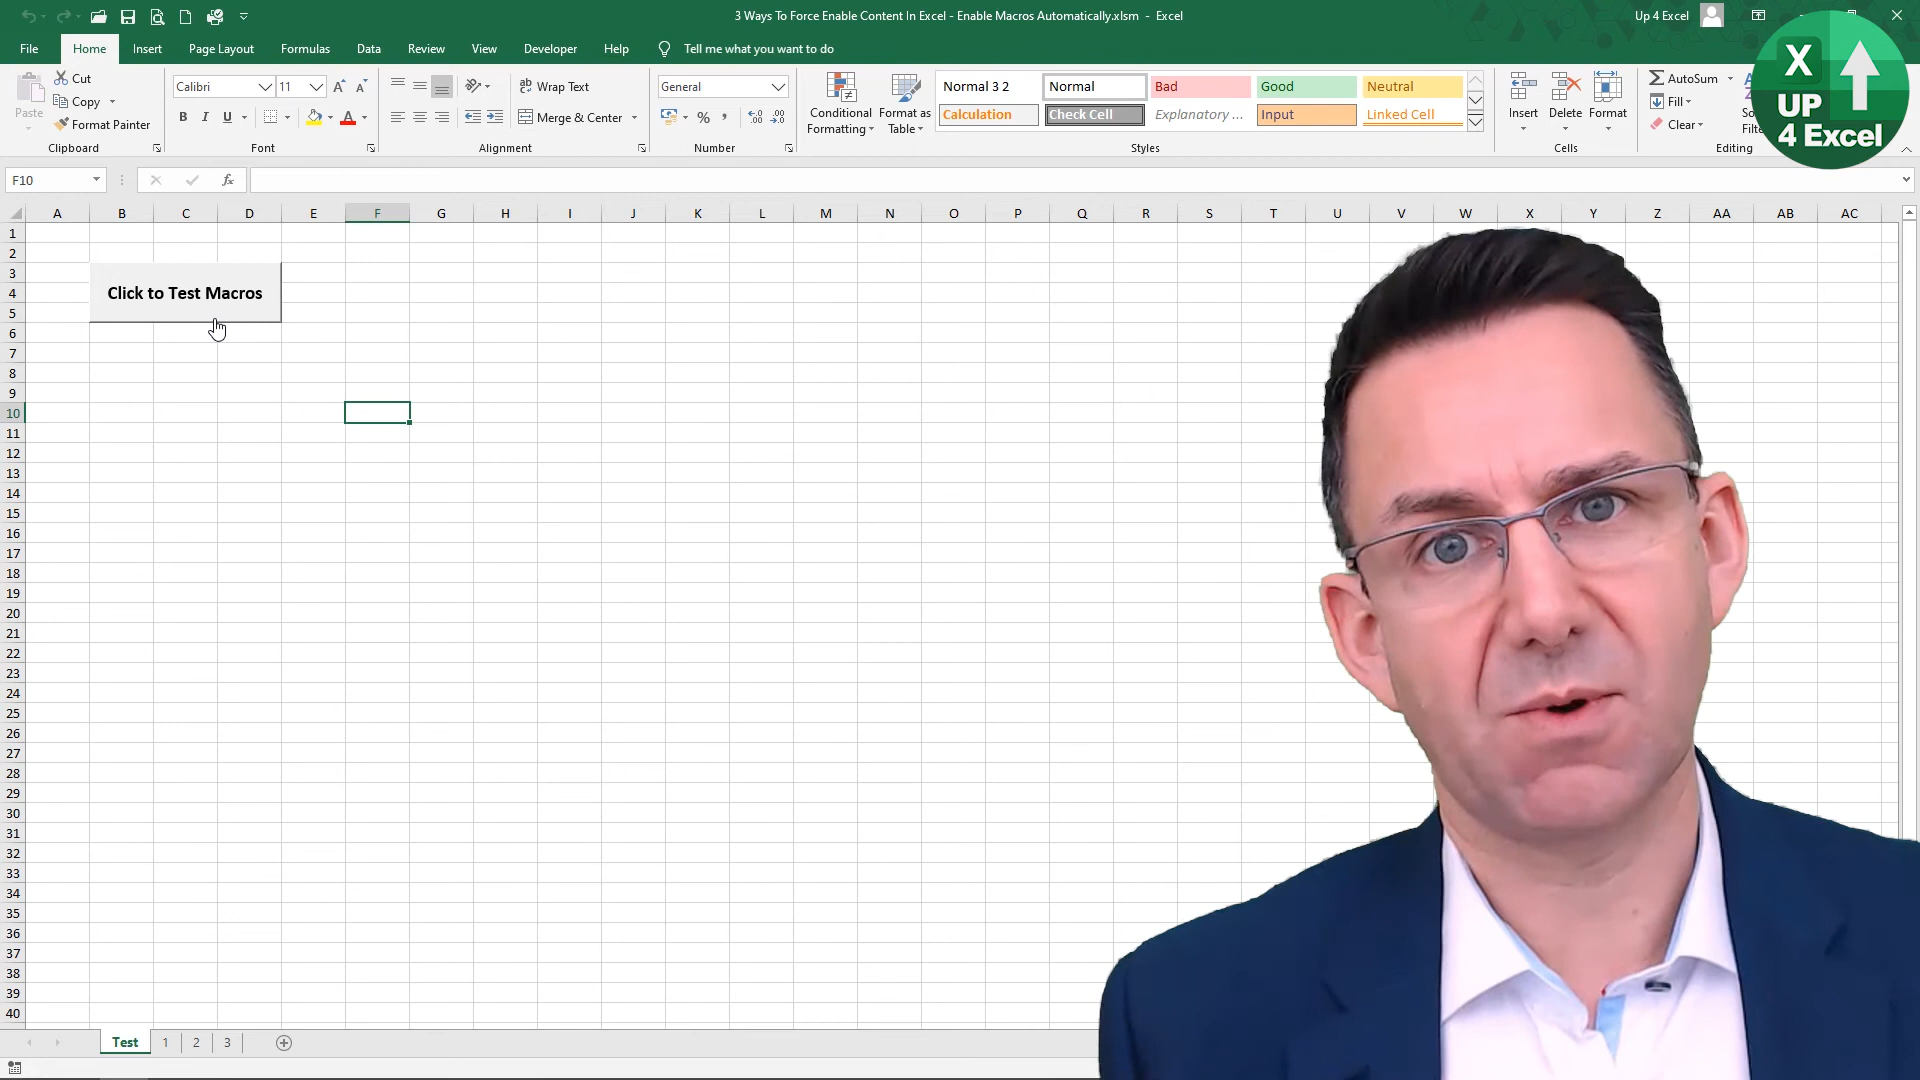 3 Ways To Force Enable Content In Excel - Enable Macros Automatically.xlsm - Excel
Up 4 Excel
File Home Insert Page Layout Formulas Data Review View Developer Help Tell me what you want to do
X
UP
4 Excel
Paste
Cut
Copy
Format Painter
Clipboard
Calibri 11
B I U
Font
Wrap Text
Merge & Center
Alignment
General
%
Number
Conditional
Formatting
Format as
Table
Normal 3 2 Normal Bad Good Neutral
Calculation Check Cell Explanatory ... Input Linked Cell
Styles
Insert Delete Format
Cells
AutoSum
Fill
Clear
Editing
F10
fx
A B C D E F G H I J K L M N O P Q R S T U V W X Y Z AA AB AC
1
2
3
4
5
6
7
8
9
10
11
12
13
14
15
16
17
18
19
20
21
22
23
24
25
26
27
28
29
30
31
32
33
34
35
36
37
38
39
40
Click to Test Macros
Test 1 2 3